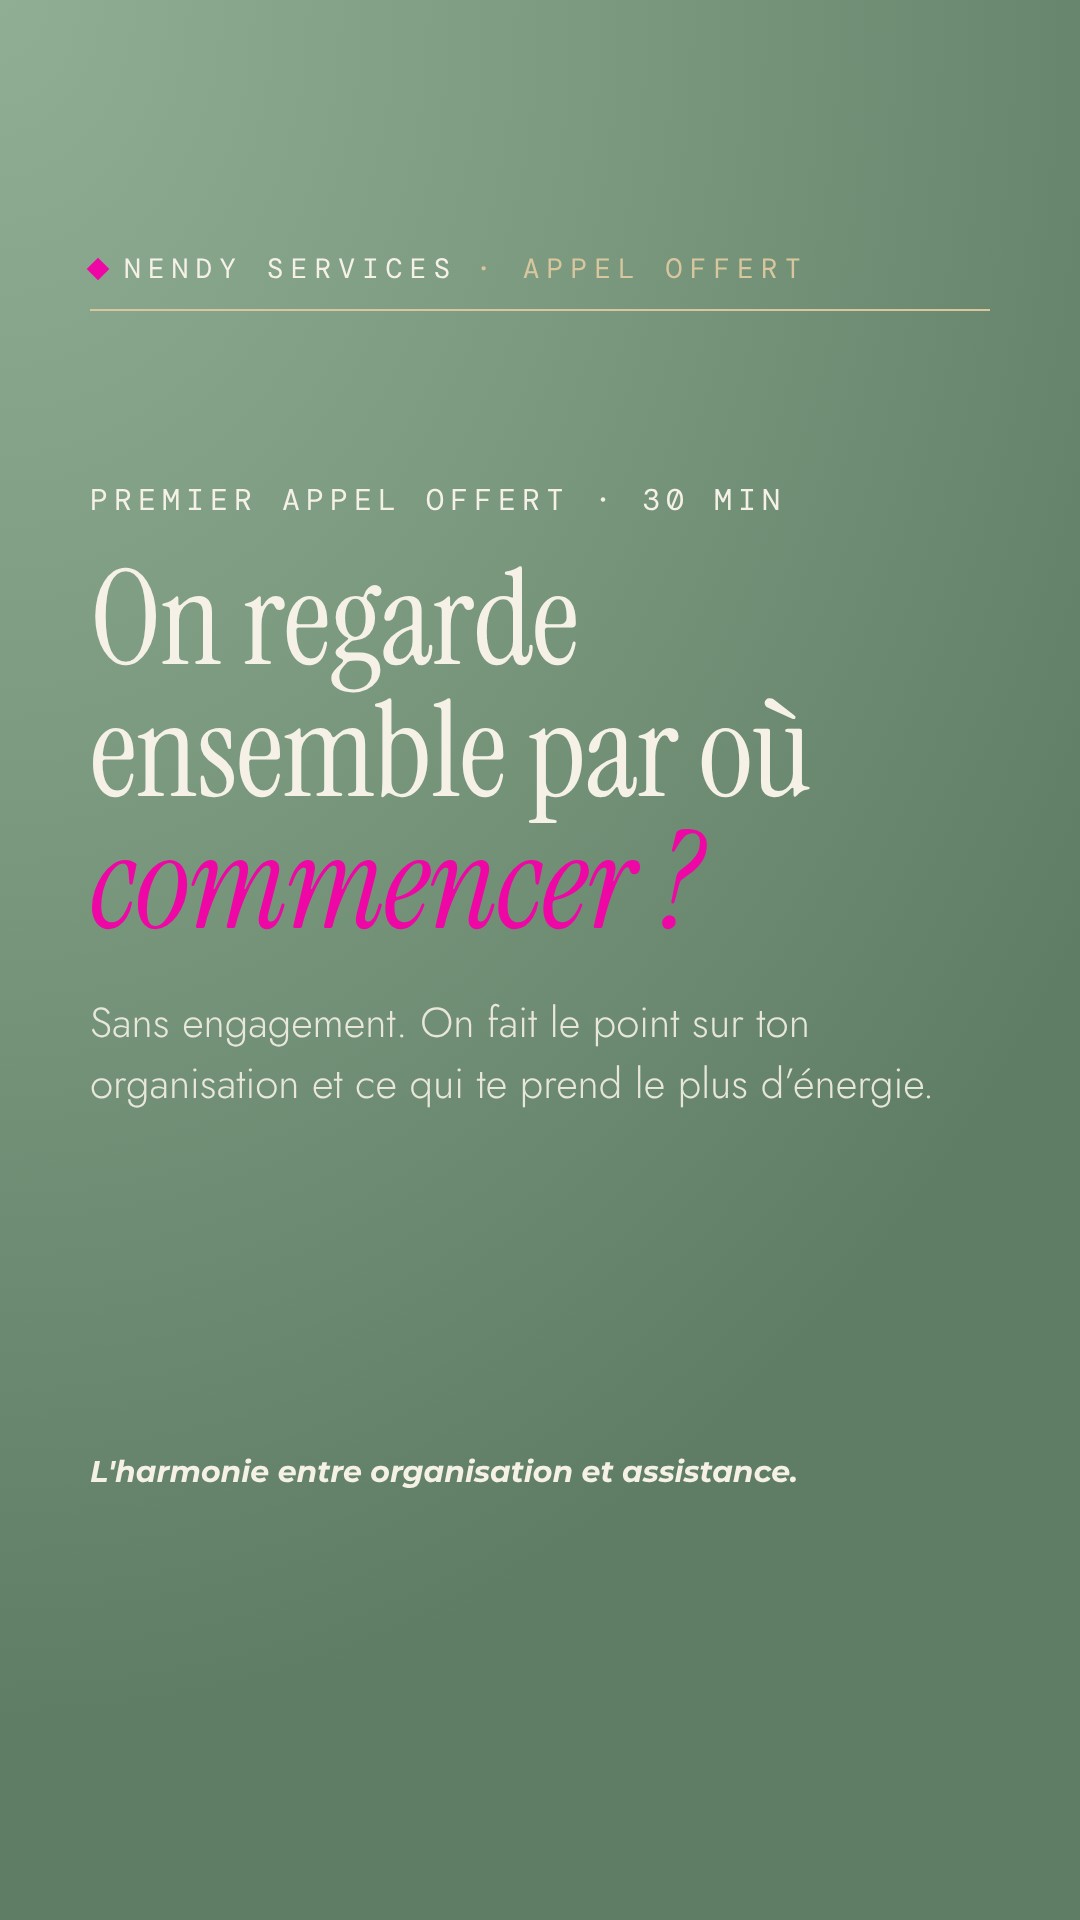 NENDY SERVICES · APPEL OFFERT
PREMIER APPEL OFFERT · 30 MIN
On regarde
ensemble par où
commencer ?
Sans engagement. On fait le point sur ton
organisation et ce qui te prend le plus d’énergie.
L'harmonie entre organisation et assistance.